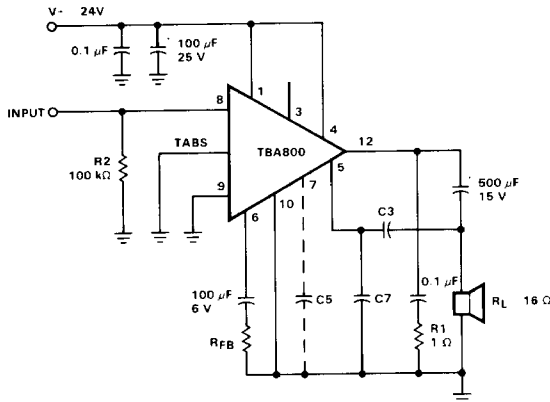 V- 24V
0.1 μF
100 μF
25 V
1
3
4
INPUT
8
TBA800
12
TABS
R2
100 kΩ
9
5
7
10
6
500 μF
15 V
C3
100 μF
6 V
C5
C7
0.1 μF
RL 16 Ω
RFB
R1
1 Ω